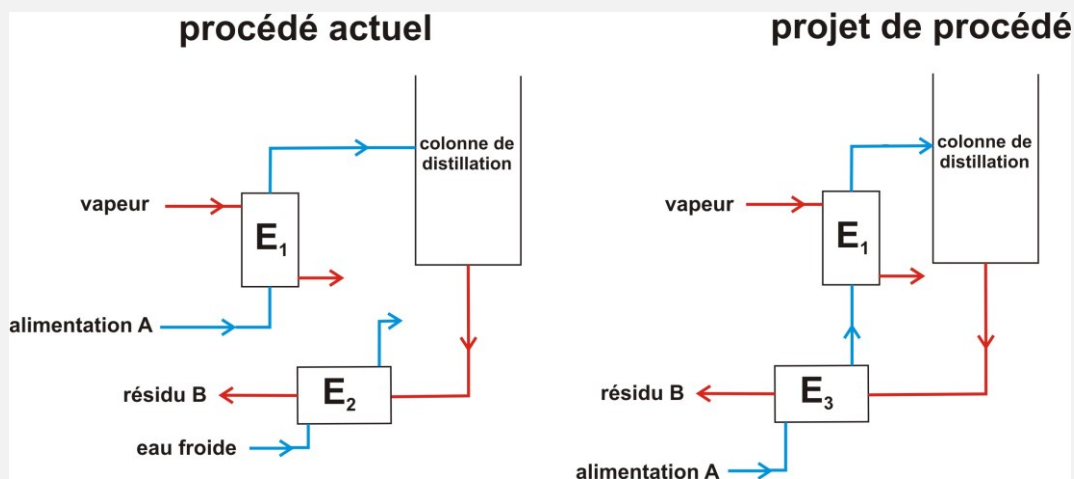 procédé actuel
colonne de
distillation
vapeur
E1
alimentation A
résidu B
E2
eau froide
projet de procédé
colonne de
distillation
vapeur
E1
résidu B
E3
alimentation A